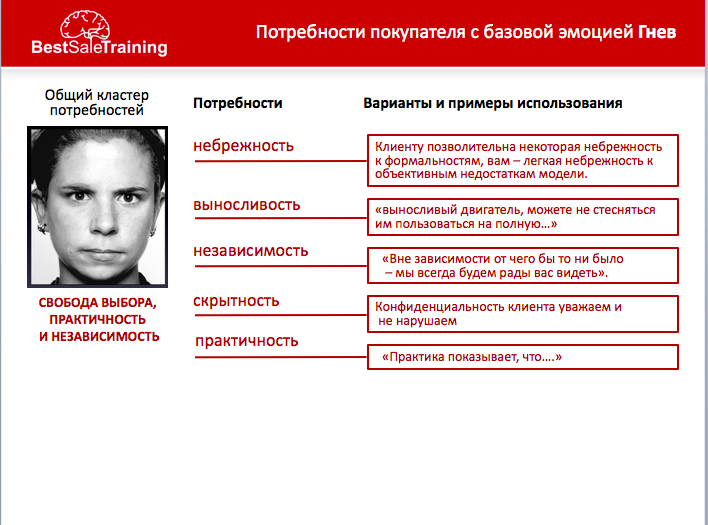 BestSaleTraining
Потребности покупателя с базовой эмоцией Гнев
Общий кластер
потребностей
Потребности
Варианты и примеры использования
небрежность
Клиенту позволительна некоторая небрежность
к формальностям, вам – легкая небрежность к
объективным недостаткам модели.
выносливость
«выносливый двигатель, можете не стесняться
им пользоваться на полную…»
независимость
«Вне зависимости от чего бы то ни было
– мы всегда будем рады вас видеть».
СВОБОДА ВЫБОРА,
ПРАКТИЧНОСТЬ
И НЕЗАВИСИМОСТЬ
скрытность
Конфиденциальность клиента уважаем и
не нарушаем
практичность
«Практика показывает, что….»